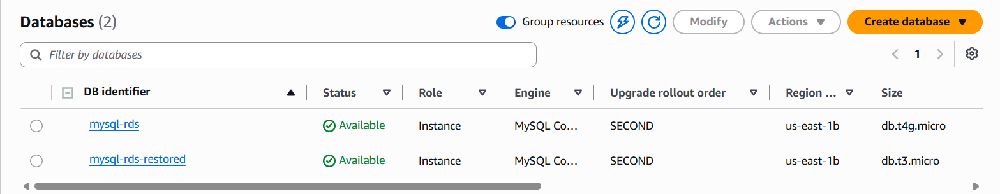 Databases (2) Group resources Modify Actions Create database
Filter by databases 1
DB identifier Status Role Engine Upgrade rollout order Region ... Size
mysql-rds Available Instance MySQL Co... SECOND us-east-1b db.t4g.micro
mysql-rds-restored Available Instance MySQL Co... SECOND us-east-1b db.t3.micro